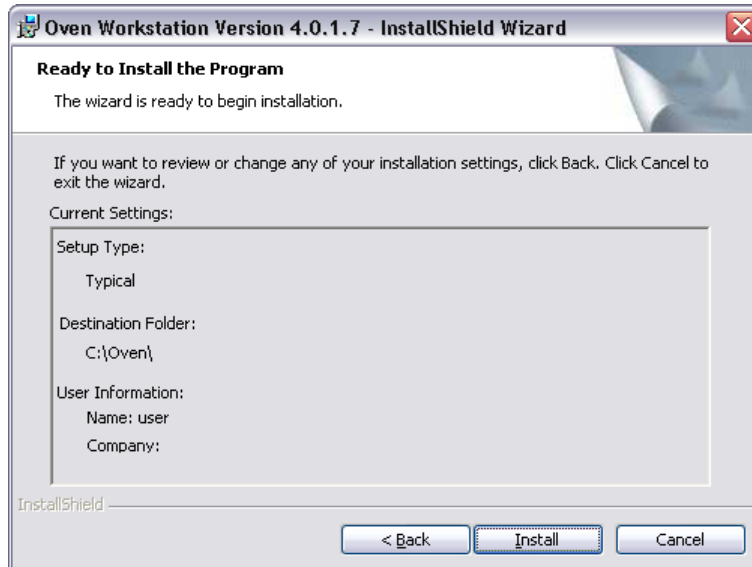 Oven Workstation Version 4.0.1.7 - InstallShield Wizard
Ready to Install the Program
The wizard is ready to begin installation.
If you want to review or change any of your installation settings, click Back. Click Cancel to
exit the wizard.
Current Settings:
Setup Type:
Typical
Destination Folder:
C:\Oven\
User Information:
Name: user
Company:
InstallShield
< Back
Install
Cancel